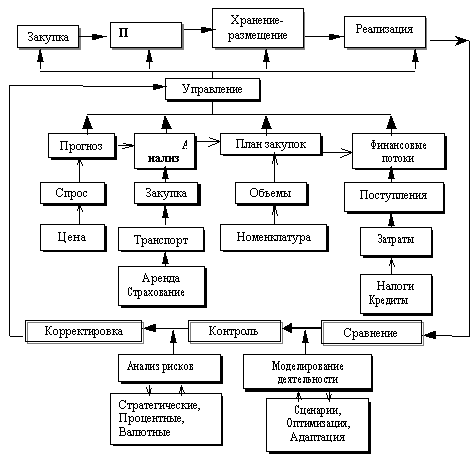 Закупка
П
Хранение-
размещение
Реализация
Управление
Прогноз
А
нализ
План закупок
Финансовые
потоки
Спрос
Закупка
Объемы
Поступления
Цена
Транспорт
Номенклатура
Затраты
Аренда
Страхование
Налоги
Кредиты
Корректировка
Контроль
Сравнение
Анализ рисков
Моделирование
деятельности
Стратегические,
Процентные,
Валютные
Сценарии,
Оптимизация,
Адаптация